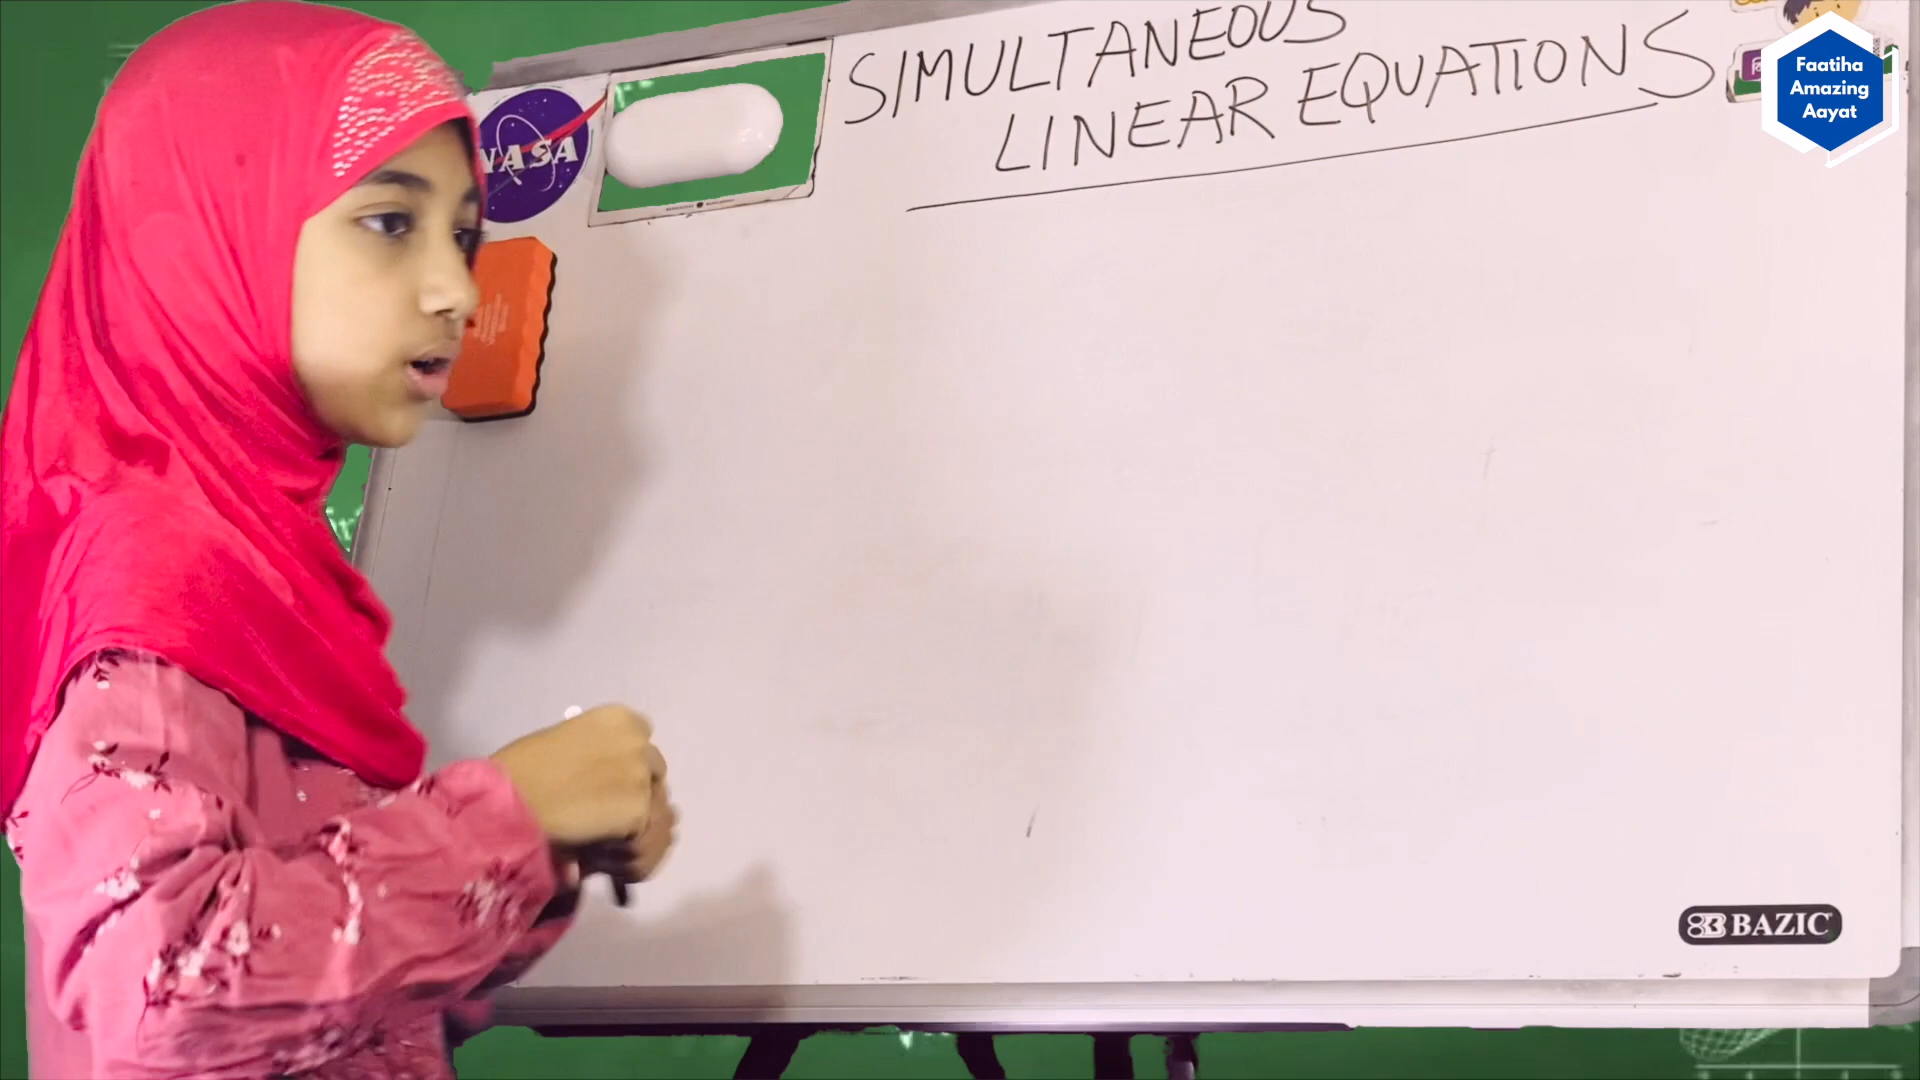 SIMULTANEOUS
LINEAR EQUATIONS
NASA
Faatiha
Amazing
Aayat
BAZIC